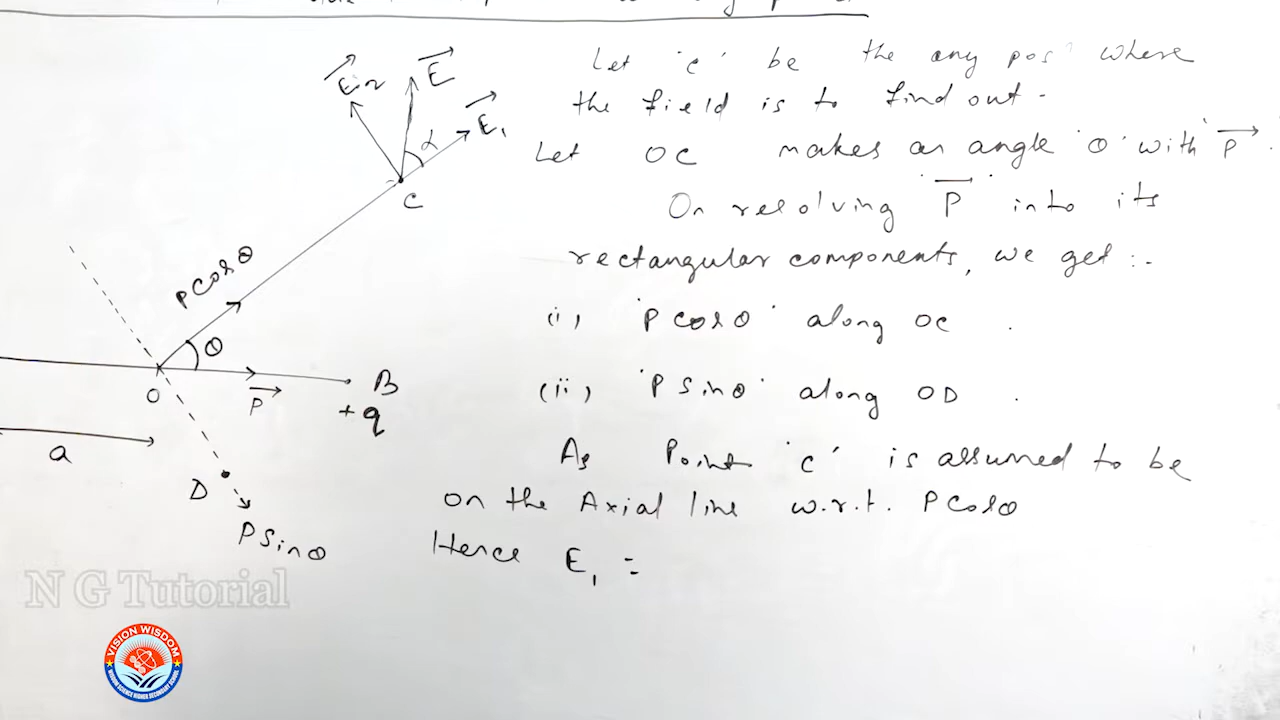 Let 'c' be the any pos where
the field is to find out -
Let OC makes an angle 'θ' with 'P⃗'.
On resolving 'P⃗' into its
rectangular components, we get :-
(i) 'P cosθ' along OC .
(ii) 'P sinθ' along OD .
As Point 'c' is assumed to be
on the Axial line w.r.t. P cosθ
Hence E₁ =
E⃗
E⃗₁
α
C
P cosθ
θ
O
P⃗
B
+q
a
D
P sinθ
N G Tutorial
VISION WISDOM